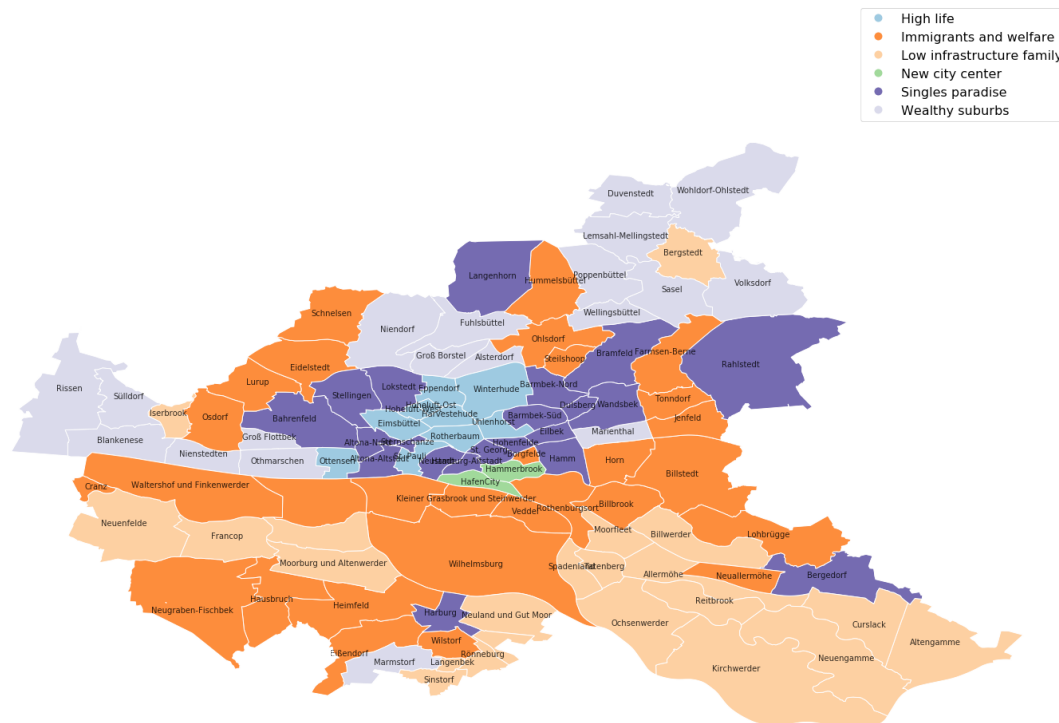 High life
Immigrants and welfare
Low infrastructure family
New city center
Singles paradise
Wealthy suburbs
Wohldorf-Ohlstedt
Duvenstedt
Lemsahl-Mellingstedt
Bergstedt
Langenhorn
Hummelsbüttel
Poppenbüttel
Volksdorf
Sasel
Schnelsen
Niendorf
Fuhlsbüttel
Wellingsbüttel
Ohlsdorf
Groß Borstel
Alsterdorf
Steilshoop
Bramfeld
Farmsen-Berne
Rahlstedt
Eidelstedt
Rissen
Lurup
Lokstedt
Eppendorf
Winterhude
Barmbek-Nord
Stellingen
Sülldorf
Iserbrook
Osdorf
Bahrenfeld
Hoheluft-Ost
Hoheluft-West
Harvestehude
Dulsberg
Wandsbek
Tonndorf
Barmbek-Süd
Jenfeld
Eimsbüttel
Uhlenhorst
Eilbek
Marienthal
Blankenese
Groß Flottbek
Altona-Nord
Sternschanze
Rotherbaum
Hohenfelde
Nienstedten
Othmarschen
Ottensen
Altona-Altstadt
St. Pauli
Neustadt
Hamburg-Altstadt
St. Georg
Borgfelde
Hamm
Horn
Hammerbrook
Billstedt
Cranz
Waltershof und Finkenwerder
HafenCity
Kleiner Grasbrook und Steinwerder
Veddel
Rothenburgsort
Billbrook
Neuenfelde
Francop
Moorfleet
Billwerder
Lohbrügge
Moorburg und Altenwerder
Wilhelmsburg
Spadenland
Tatenberg
Allermöhe
Neuallermöhe
Bergedorf
Neugraben-Fischbek
Hausbruch
Heimfeld
Harburg
Neuland und Gut Moor
Reitbrook
Ochsenwerder
Curslack
Altengamme
Eißendorf
Wilstorf
Rönneburg
Marmstorf
Langenbek
Sinstorf
Kirchwerder
Neuengamme